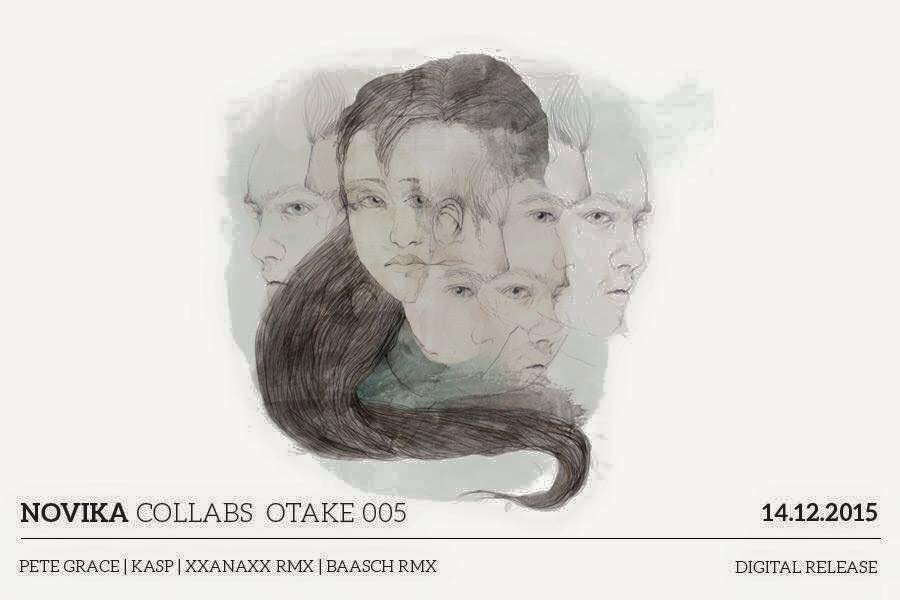 NOVIKA COLLABS OTAKE 005
14.12.2015
PETE GRACE | KASP | XXANAXX RMX | BAASCH RMX
DIGITAL RELEASE